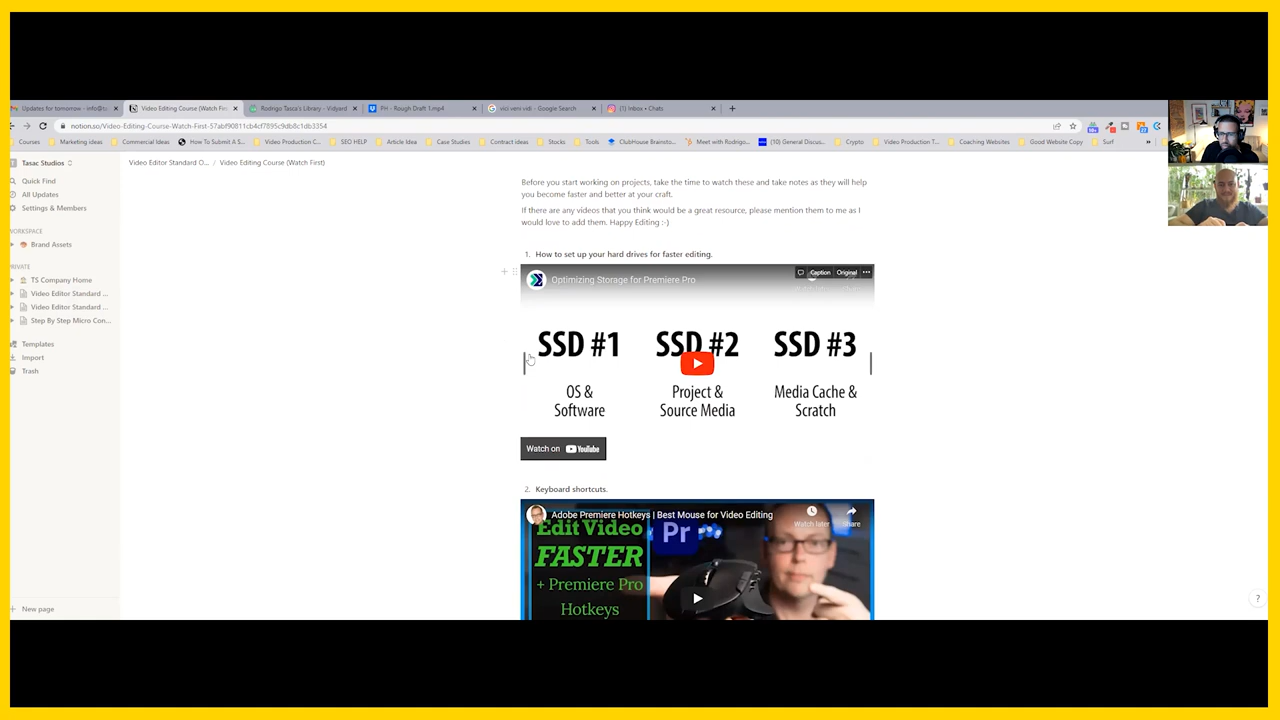 Updates for tomorrow - info@ta
Video Editing Course (Watch Firs
Rodrigo Tasca's Library - Vidyard
PH - Rough Draft 1.mp4
vici veni vidi - Google Search
(1) Inbox • Chats
notion.so/Video-Editing-Course-Watch-First-57abf90811cb4cf7895c9db8c1db3354
Courses
Marketing ideas
Commercial Ideas
How To Submit A S...
Video Production C...
SEO HELP
Article Idea
Case Studies
Contract ideas
Stocks
Tools
ClubHouse Brainsto...
Meet with Rodrigo...
(10) General Discus...
Video Production T...
Coaching Websites
Crypto
Good Website Copy
Surf
Tasac Studios
Video Editor Standard O... / Video Editing Course (Watch First)
Quick Find
All Updates
Settings & Members
WORKSPACE
Brand Assets
PRIVATE
TS Company Home
Video Editor Standard ...
Video Editor Standard ...
Step By Step Micro Con...
Templates
Import
Trash
New page
Before you start working on projects, take the time to watch these and take notes as they will help
you become faster and better at your craft.
If there are any videos that you think would be a great resource, please mention them to me as I
would love to add them. Happy Editing :-)
1. How to set up your hard drives for faster editing.
Optimizing Storage for Premiere Pro
Caption
Original
SSD #1
SSD #2
SSD #3
OS &
Software
Project &
Source Media
Media Cache &
Scratch
Watch on YouTube
2. Keyboard shortcuts.
Adobe Premiere Hotkeys | Best Mouse for Video Editing
Watch later
Share
Edit Video
FASTER
+ Premiere Pro
Hotkeys
Pr
?